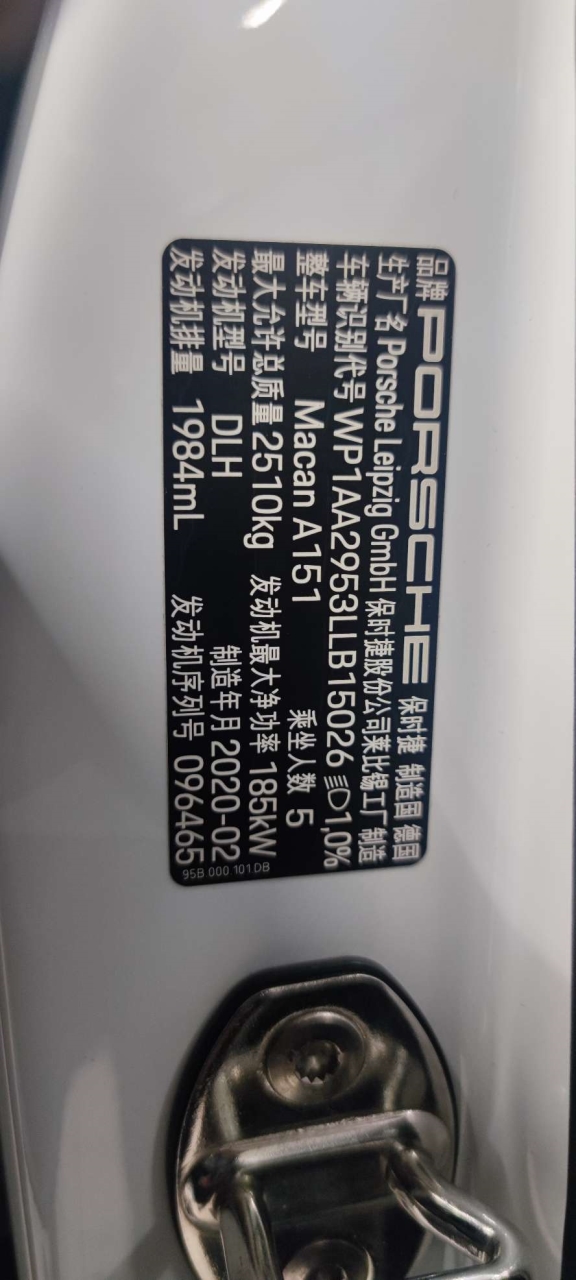 品牌 PORSCHE 保时捷 制造国 德国
生产厂名 Porsche Leipzig GmbH 保时捷股份公司莱比锡工厂 制造
车辆识别代号 WP1AA2953LLB15026 1,0%
整车型号 Macan A151 乘坐人数 5
最大允许总质量 2510kg 发动机最大净功率 185kW
发动机型号 DLH 制造年月 2020-02
发动机排量 1984mL 发动机序列号 096465
95B.000.101.DB